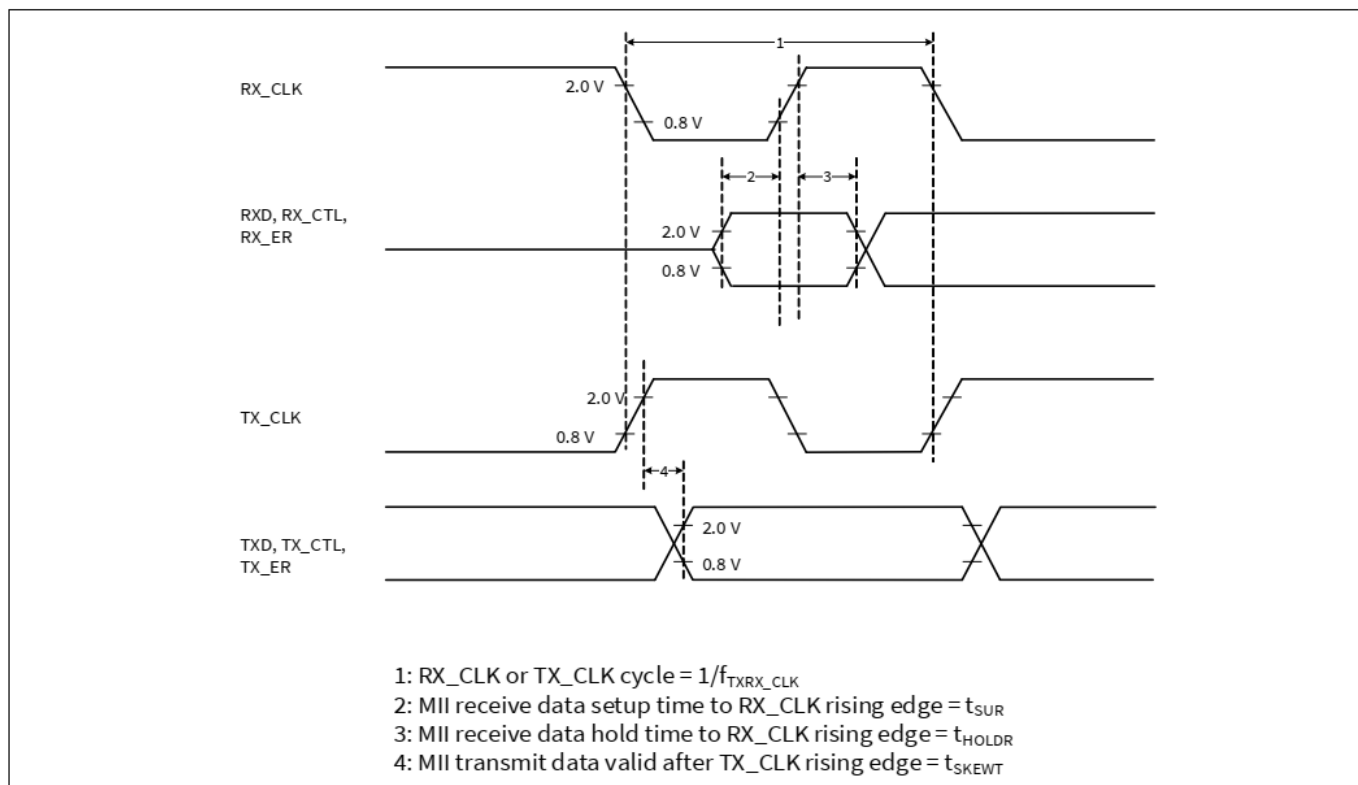 1
RX_CLK
2.0 V
0.8 V
2
3
RXD, RX_CTL,
RX_ER
2.0 V
0.8 V
TX_CLK
2.0 V
0.8 V
4
TXD, TX_CTL,
TX_ER
2.0 V
0.8 V
1: RX_CLK or TX_CLK cycle = 1/fTXRX_CLK
2: MII receive data setup time to RX_CLK rising edge = tSUR
3: MII receive data hold time to RX_CLK rising edge = tHOLDR
4: MII transmit data valid after TX_CLK rising edge = tSKEWT